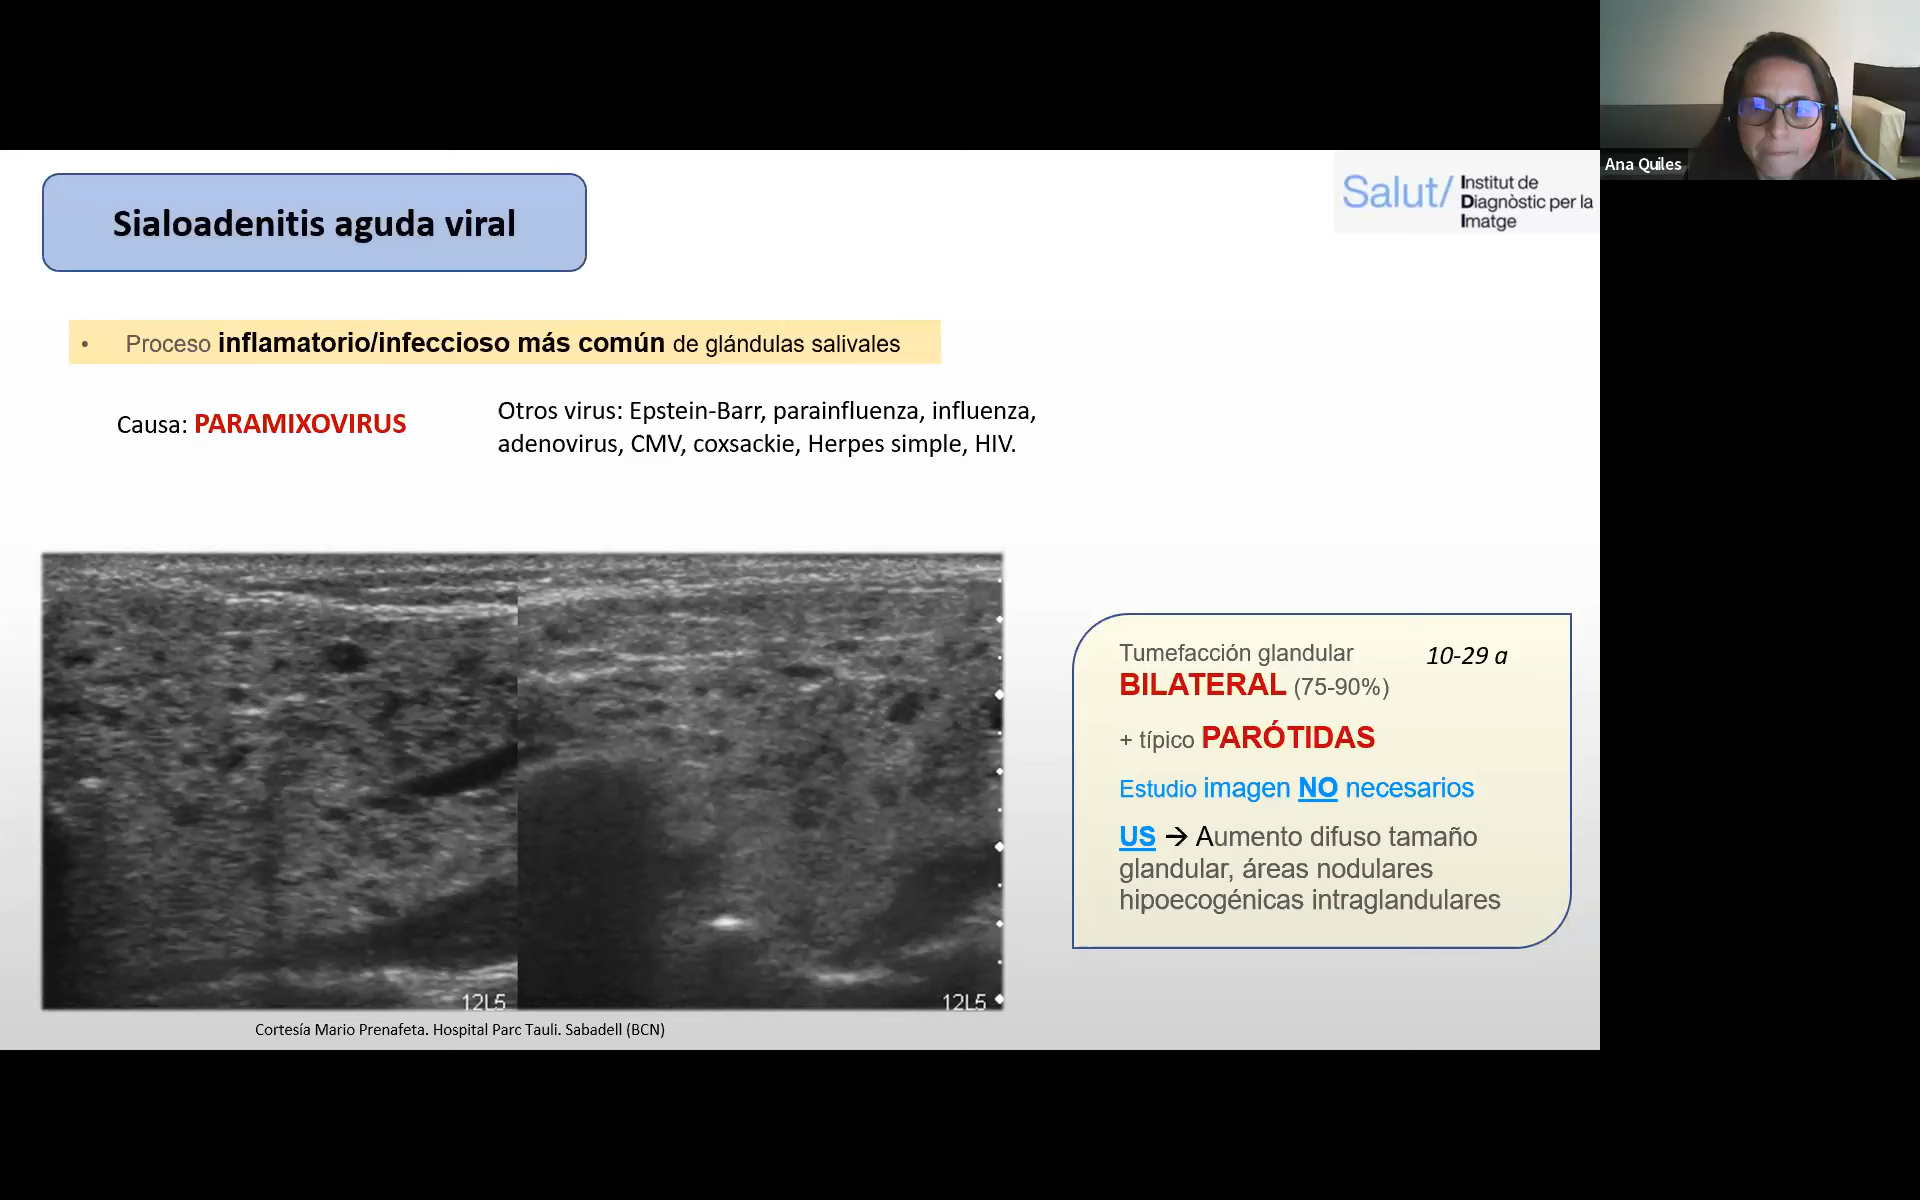 Ana Quiles
Sialoadenitis aguda viral
Salut/ Institut de
Diagnòstic per la
Imatge
• Proceso inflamatorio/infeccioso más común de glándulas salivales
Causa: PARAMIXOVIRUS
Otros virus: Epstein-Barr, parainfluenza, influenza,
adenovirus, CMV, coxsackie, Herpes simple, HIV.
12L5
12L5
Cortesía Mario Prenafeta. Hospital Parc Tauli. Sabadell (BCN)
Tumefacción glandular 10-29 a
BILATERAL (75-90%)
+ típico PARÓTIDAS
Estudio imagen NO necesarios
US → Aumento difuso tamaño
glandular, áreas nodulares
hipoecogénicas intraglandulares